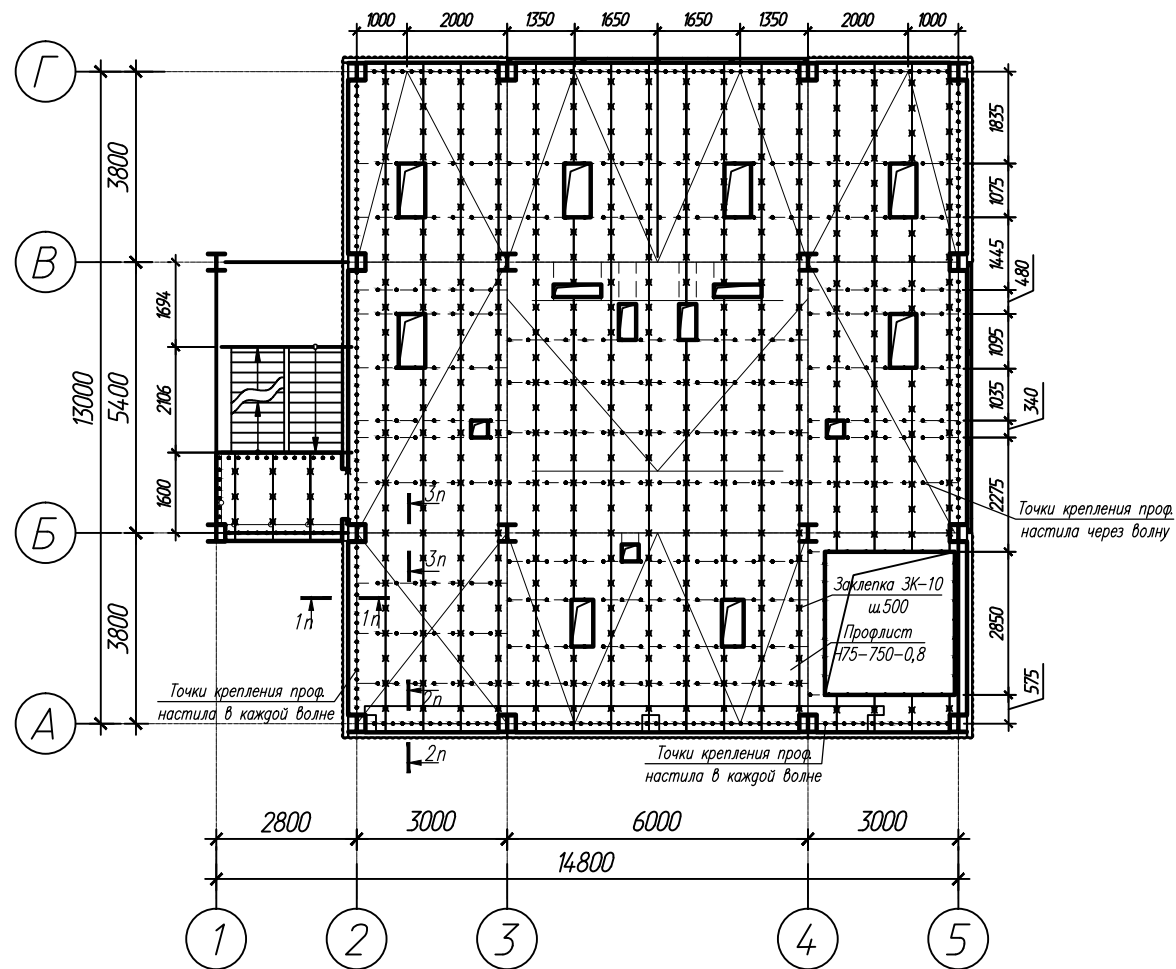 1000 2000 1350 1650 1650 1350 2000 1000
Г
3800
1835
1075
В
1445
480
1694
1095
13000
5400
2106
1035
340
1600
2275
3п
Точки крепления проф.
настила через волну
Б
3п
Заклепка ЗК-10
ш.500
1п 1п
3800
Профлист
Н75-750-0,8
2850
575
Точки крепления проф.
настила в каждой волне
2п
А
2п
Точки крепления проф.
настила в каждой волне
2800 3000 6000 3000
14800
1 2 3 4 5